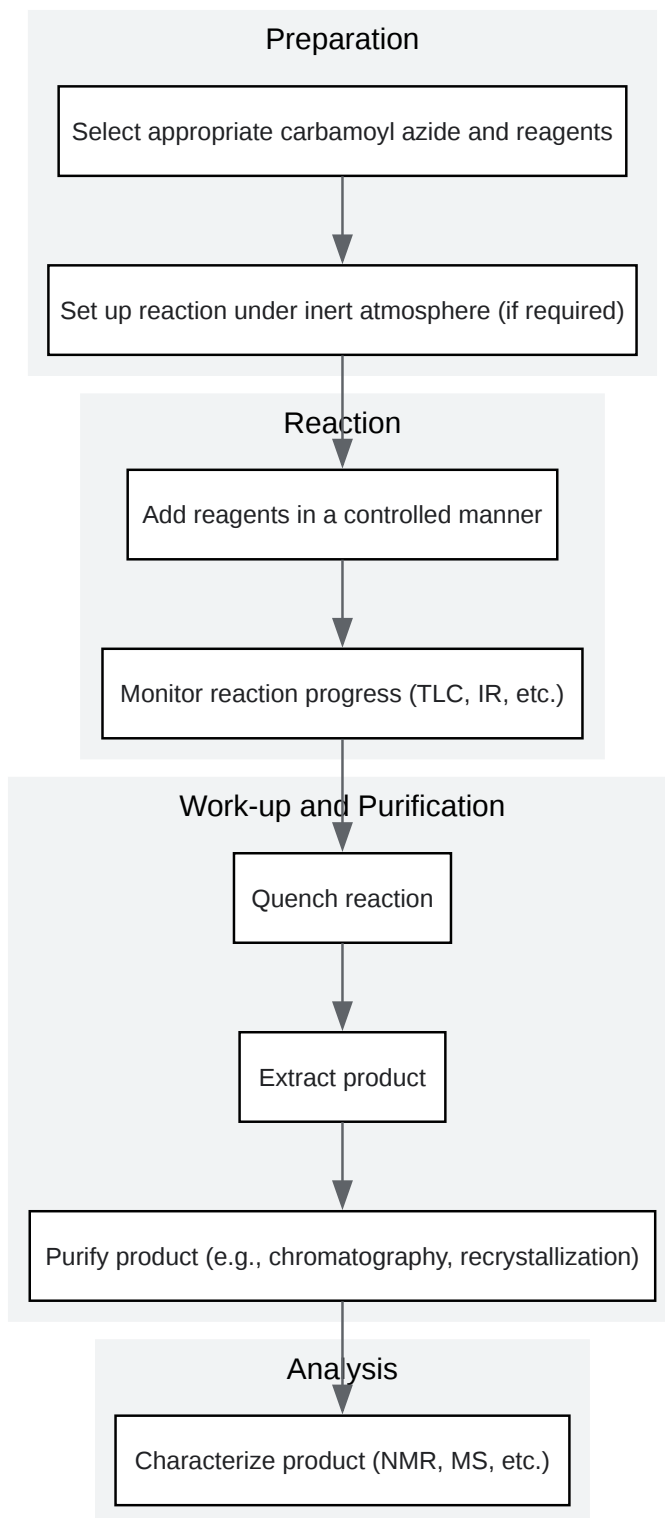 Preparation
Select appropriate carbamoyl azide and reagents
Set up reaction under inert atmosphere (if required)
Reaction
Add reagents in a controlled manner
Monitor reaction progress (TLC, IR, etc.)
Work-up and Purification
Quench reaction
Extract product
Purify product (e.g., chromatography, recrystallization)
Analysis
Characterize product (NMR, MS, etc.)